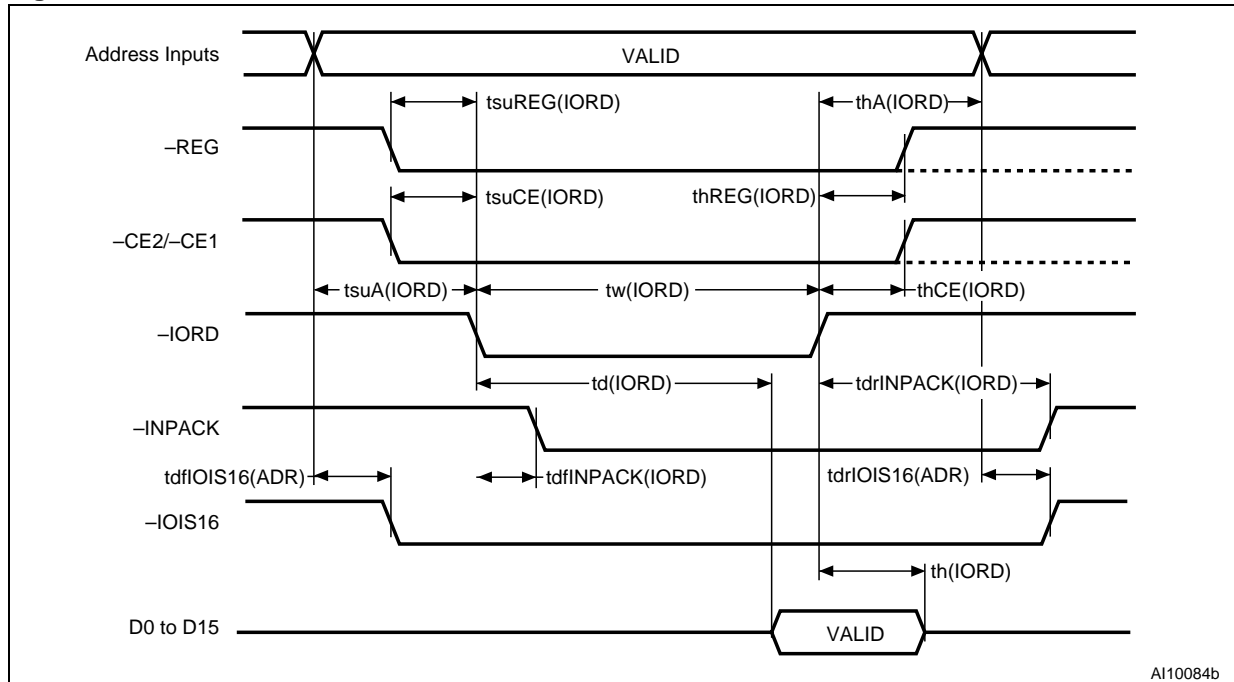 Address Inputs
VALID
tsuREG(IORD)
thA(IORD)
–REG
tsuCE(IORD)
thREG(IORD)
–CE2/–CE1
tsuA(IORD)
tw(IORD)
thCE(IORD)
–IORD
td(IORD)
tdrINPACK(IORD)
–INPACK
tdfIOIS16(ADR)
tdfINPACK(IORD)
tdrIOIS16(ADR)
–IOIS16
th(IORD)
D0 to D15
VALID
AI10084b